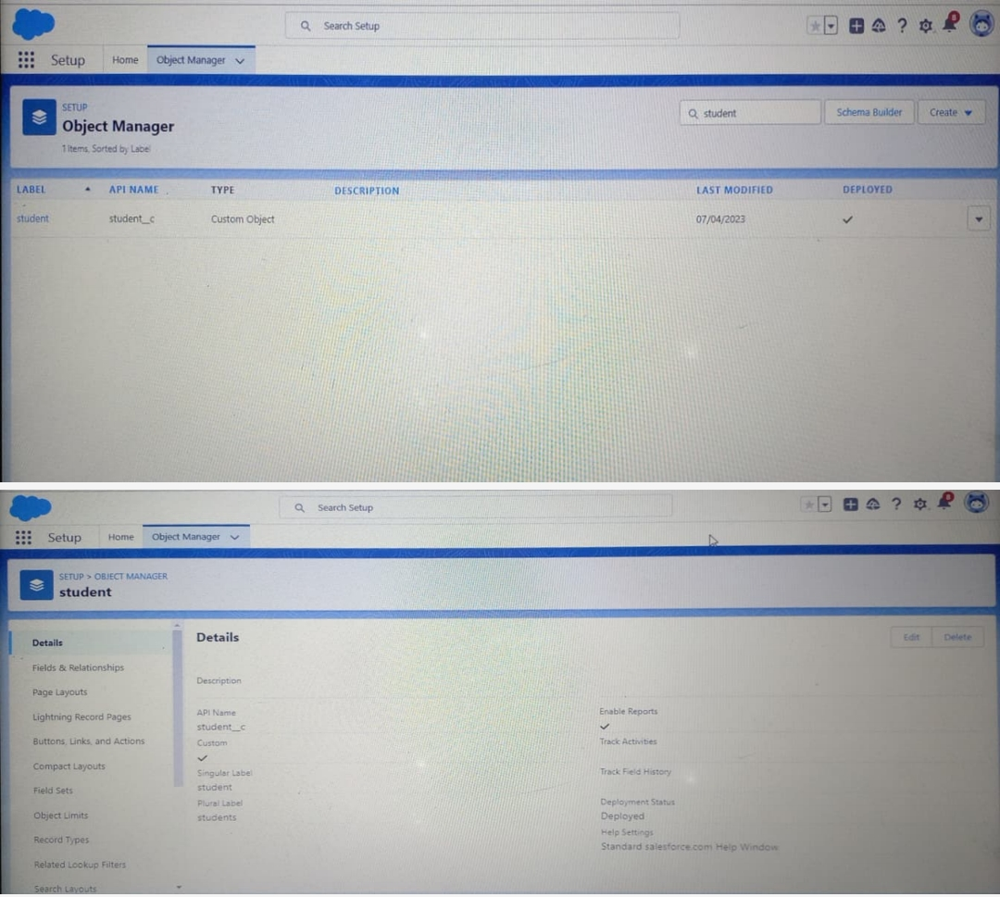 Search Setup
8
Setup
Home
Object Manager
SETUP
Object Manager
1 Items, Sorted by Label
student
Schema Builder
Create
LABEL
API NAME
TYPE
DESCRIPTION
LAST MODIFIED
DEPLOYED
student
student__c
Custom Object
07/04/2023
Search Setup
8
Setup
Home
Object Manager
SETUP > OBJECT MANAGER
student
Details
Fields & Relationships
Page Layouts
Lightning Record Pages
Buttons, Links, and Actions
Compact Layouts
Field Sets
Object Limits
Record Types
Related Lookup Filters
Search Layouts
Details
Edit
Delete
Description
API Name
student__c
Custom
Singular Label
student
Plural Label
students
Enable Reports
Track Activities
Track Field History
Deployment Status
Deployed
Help Settings
Standard salesforce.com Help Window